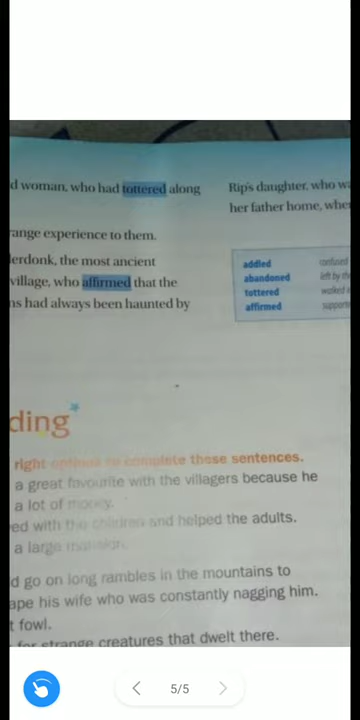 d woman, who had tottered along
ange experience to them.
erdonk, the most ancient
village, who affirmed that the
ns had always been haunted by
Rip's daughter, who wa
her father home, when
addled confused
abandoned left by th
tottered walked
affirmed supporte
ding
right options to complete these sentences.
a great favourite with the villagers because he
a lot of money.
ed with the children and helped the adults.
a large mansion.
d go on long rambles in the mountains to
ape his wife who was constantly nagging him.
t fowl.
for strange creatures that dwelt there.
5/5